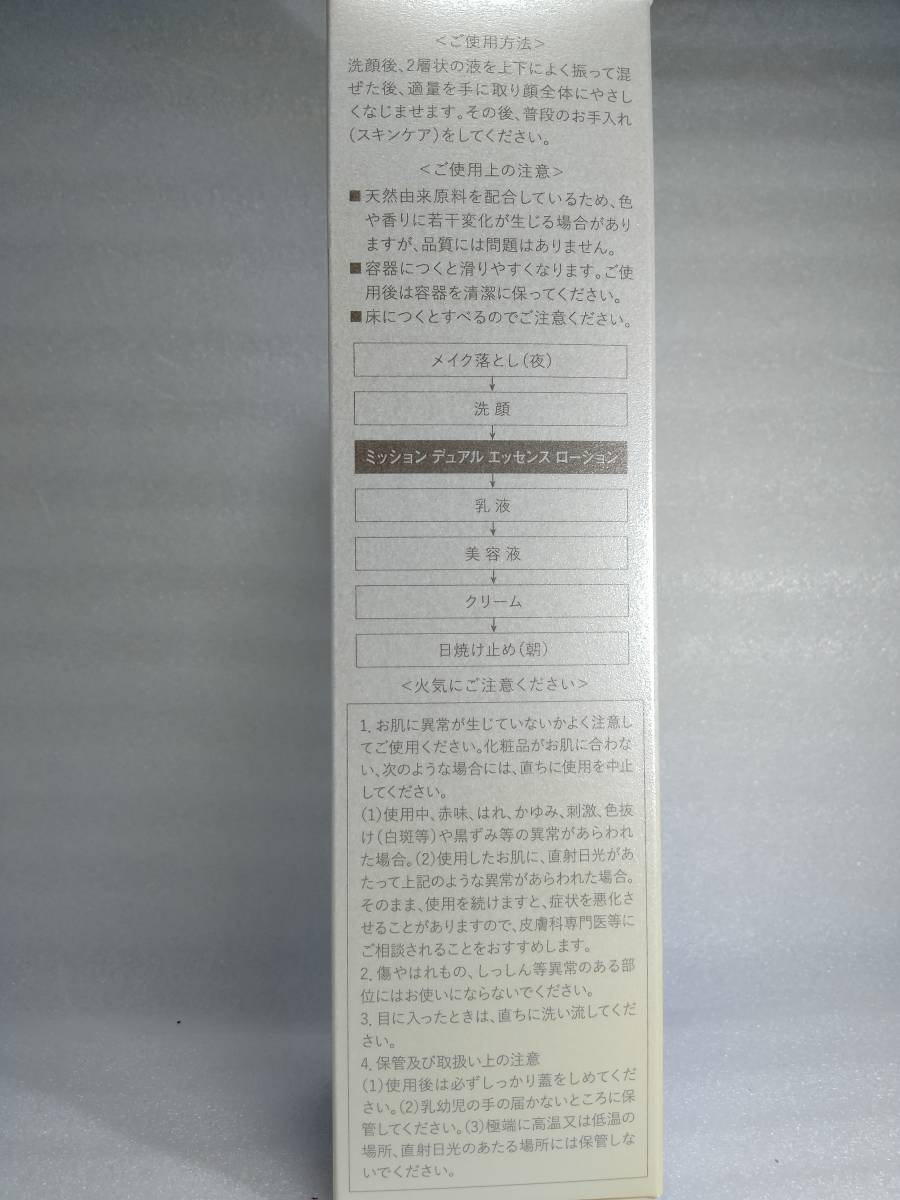 ＜ご使用方法＞
洗顔後、2層状の液を上下によく振って混
ぜた後、適量を手に取り顔全体にやさし
くなじませます。その後、普段のお手入れ
(スキンケア)をしてください。
＜ご使用上の注意＞
■天然由来原料を配合しているため、色
や香りに若干変化が生じる場合があり
ますが、品質には問題はありません。
■容器につくと滑りやすくなります。ご使
用後は容器を清潔に保ってください。
■床につくとすべるのでご注意ください。
メイク落とし(夜)
洗顔
ミッション デュアル エッセンス ローション
乳液
美容液
クリーム
日焼け止め(朝)
＜火気にご注意ください＞
1. お肌に異常が生じていないかよく注意し
てご使用ください。化粧品がお肌に合わな
い、次のような場合には、直ちに使用を中止
してください。
(1)使用中、赤味、はれ、かゆみ、刺激、色抜
け(白斑等)や黒ずみ等の異常があらわれ
た場合。(2)使用したお肌に、直射日光があ
たって上記のような異常があらわれた場合。
そのまま、使用を続けますと、症状を悪化さ
せることがありますので、皮膚科専門医等に
ご相談されることをおすすめします。
2. 傷やはれもの、しっしん等異常のある部
位にはお使いにならないでください。
3. 目に入ったときは、直ちに洗い流してくだ
さい。
4. 保管及び取扱い上の注意
(1)使用後は必ずしっかり蓋をしめてくだ
さい。(2)乳幼児の手の届かないところに保
管してください。(3)極端に高温又は低温の
場所、直射日光のあたる場所には保管しな
いでください。